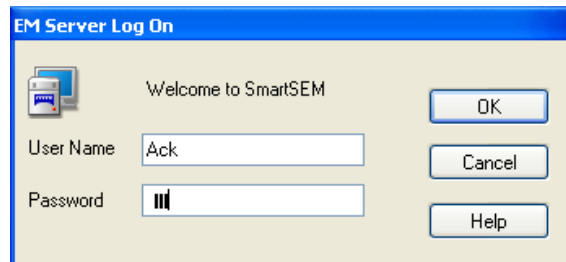 EM Server Log On
Welcome to SmartSEM
OK
User Name
Ack
Cancel
Password
Help